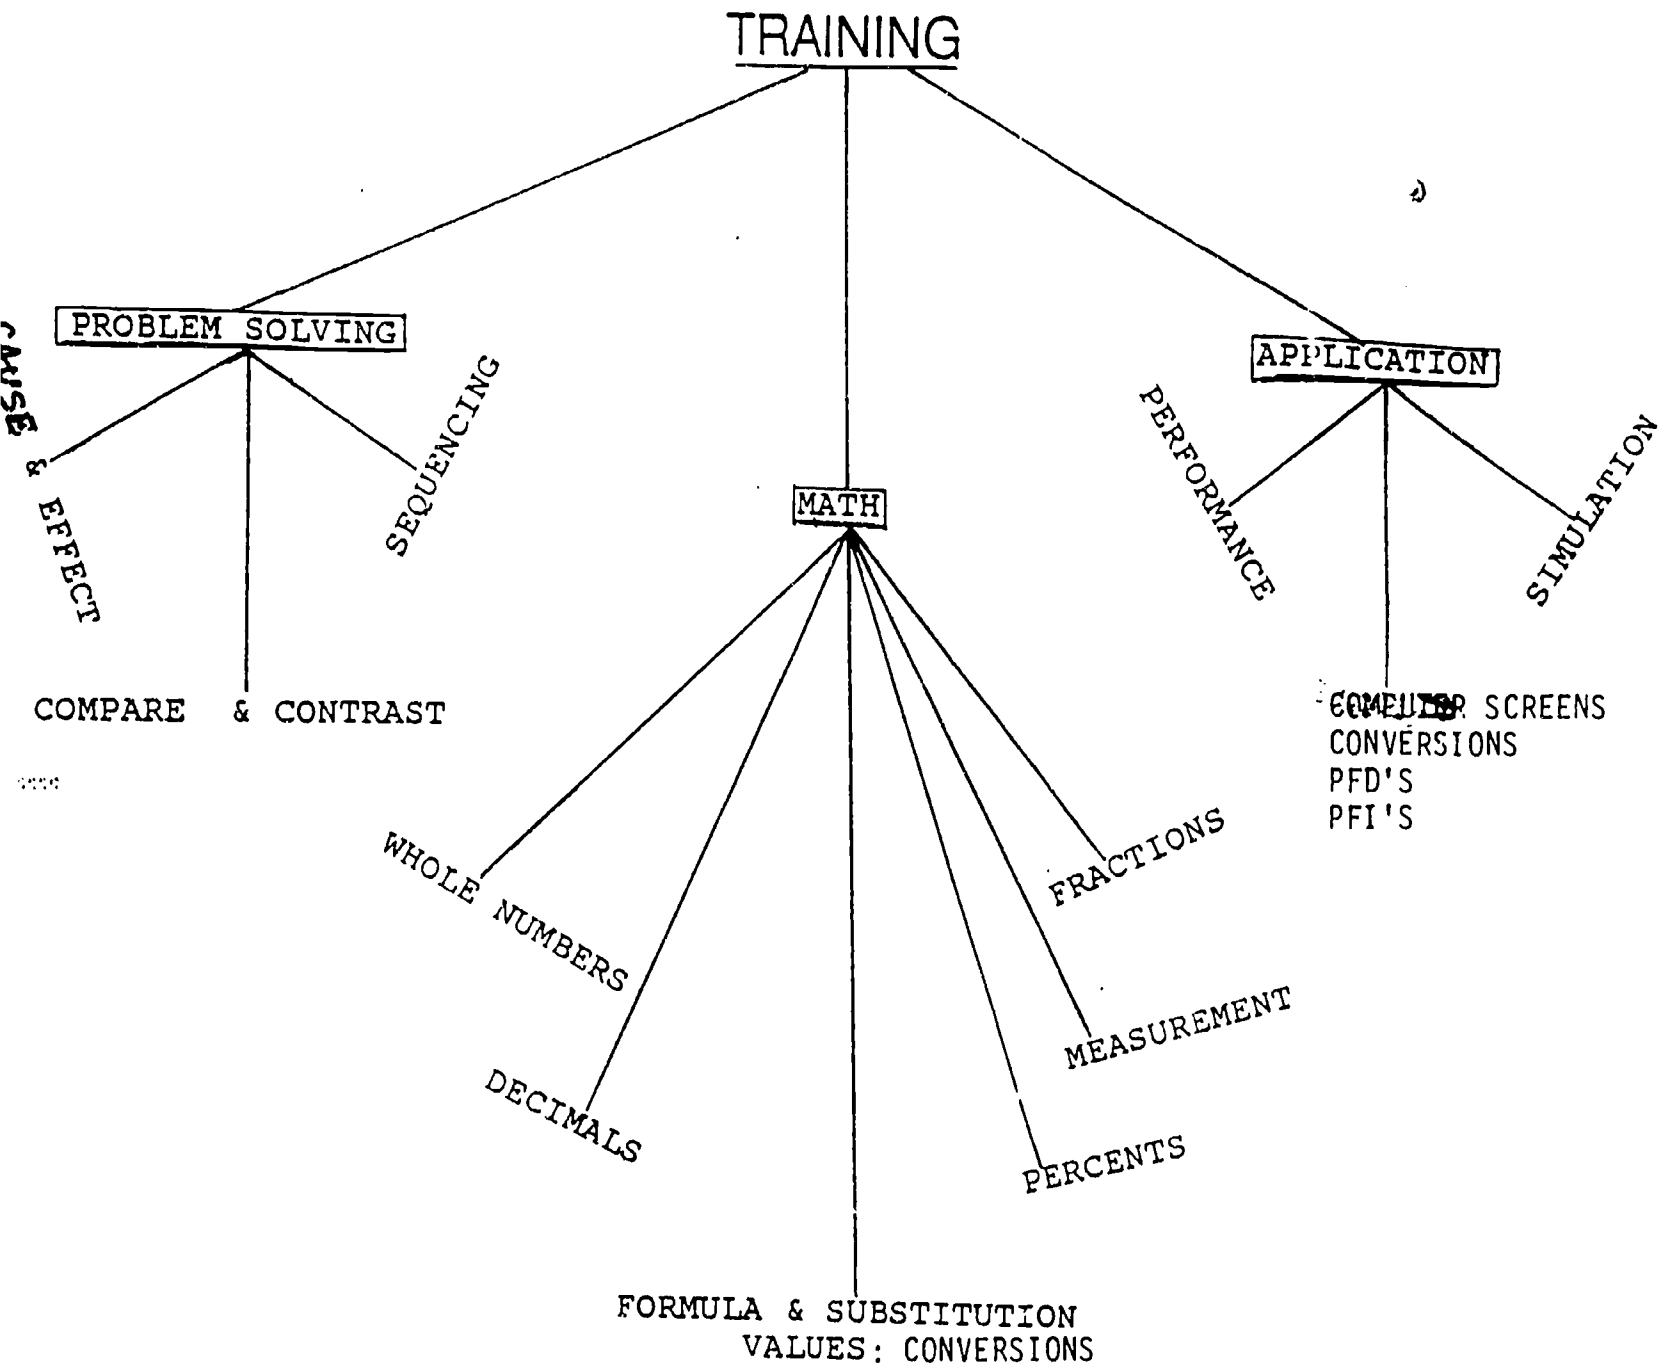 TRAINING
PROBLEM SOLVING
CAUSE & EFFECT
COMPARE & CONTRAST
SEQUENCING
MATH
WHOLE NUMBERS
DECIMALS
FORMULA & SUBSTITUTION
VALUES: CONVERSIONS
PERCENTS
MEASUREMENT
FRACTIONS
APPLICATION
PERFORMANCE
COMPUTER SCREENS
CONVERSIONS
PFD'S
PFI'S
SIMULATION